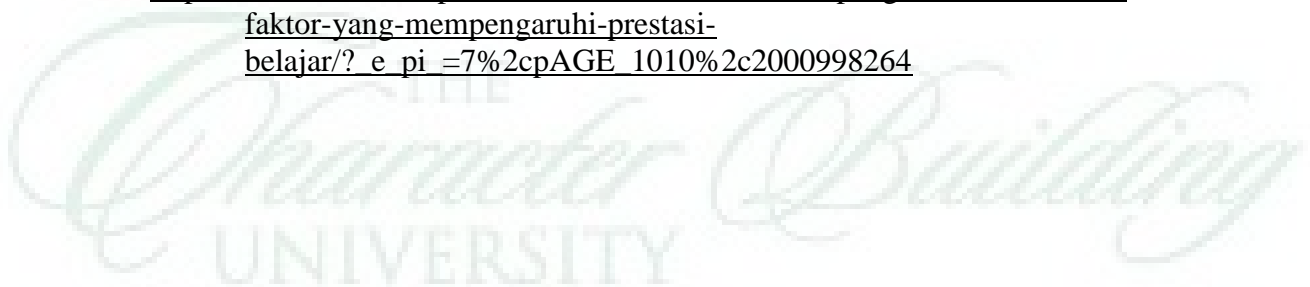 faktor-yang-mempengaruhi-prestasi-
belajar/?_e_pi_=7%2cpAGE_1010%2c2000998264
THE
Character Building
UNIVERSITY